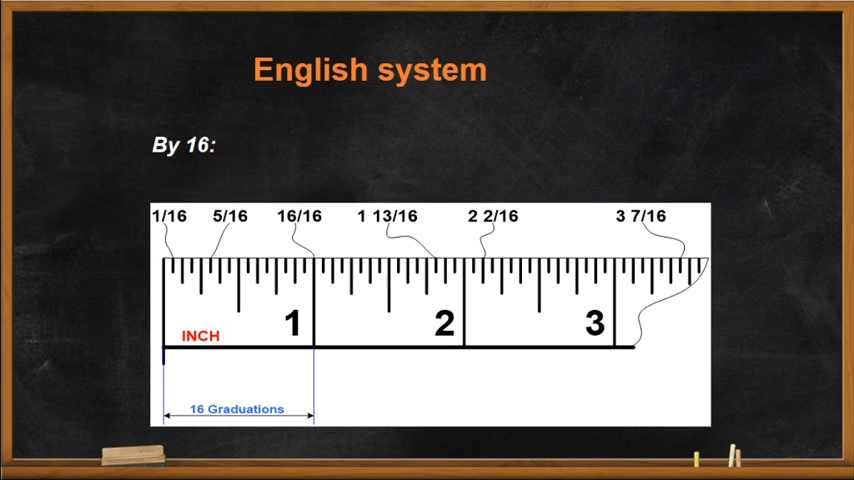 English system
By 16:
1/16 5/16 16/16 1 13/16 2 2/16 3 7/16
1 2 3
INCH
16 Graduations